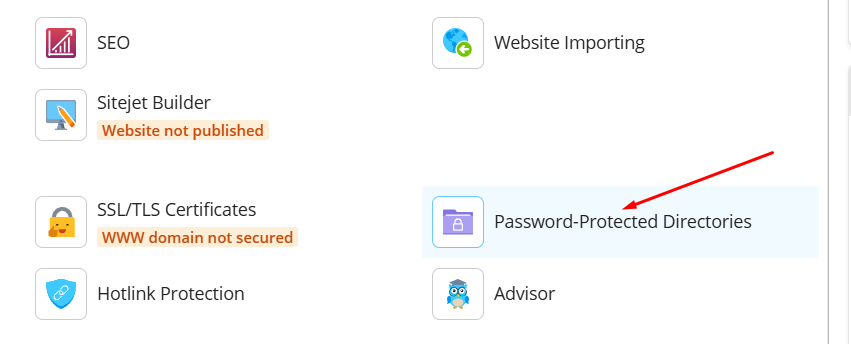 SEO
Website Importing
Sitejet Builder
Website not published
SSL/TLS Certificates
WWW domain not secured
Password-Protected Directories
Hotlink Protection
Advisor